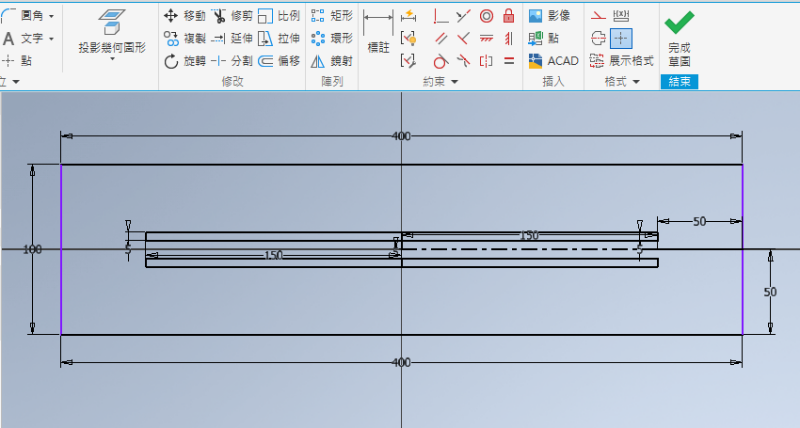 圓角 移動 修剪 比例 矩形 影像
A 文字 投影幾何圖形 複製 延伸 拉伸 環形 標註 點 完成草圖
點 旋轉 分割 偏移 鏡射 ACAD 展示格式
立 修改 陣列 約束 插入 格式 結束
400
50
150
5
5
100
150
50
400